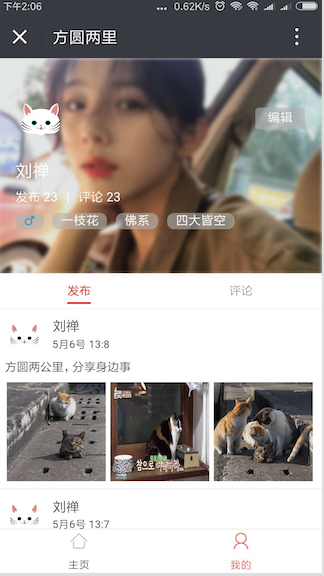 下午2:06
0.62K/s
方圆两里
编辑
刘禅
发布 23 | 评论 23
♂ 一枝花 佛系 四大皆空
发布 评论
刘禅
5月6号 13:8
方圆两公里，分享身边事
刘禅
5月6号 13:7
主页 我的